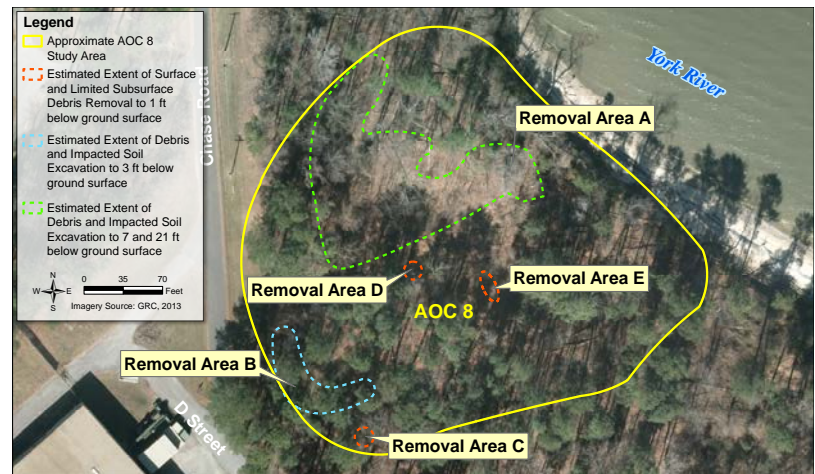 Legend
Approximate AOC 8
Study Area
Estimated Extent of Surface
and Limited Subsurface
Debris Removal to 1 ft
below ground surface
Estimated Extent of Debris
and Impacted Soil
Excavation to 3 ft below
ground surface
Estimated Extent of
Debris and Impacted Soil
Excavation to 7 and 21 ft
below ground surface
N
W E
S
0 35 70
Feet
Imagery Source: GRC, 2013
Chase Road
York River
Removal Area A
Removal Area D
Removal Area E
AOC 8
Removal Area B
D Street
Removal Area C